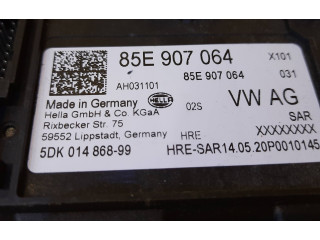 85E 907 064 X101
85E 907 064 031
AH031101
Made in Germany HELLA 02S VW AG
Hella GmbH & Co. KGaA SAR
Rixbecker Str. 75 XXXXXXXX
59552 Lippstadt, Germany HRE
5DK 014 868-99 HRE-SAR14.05.20P0010145